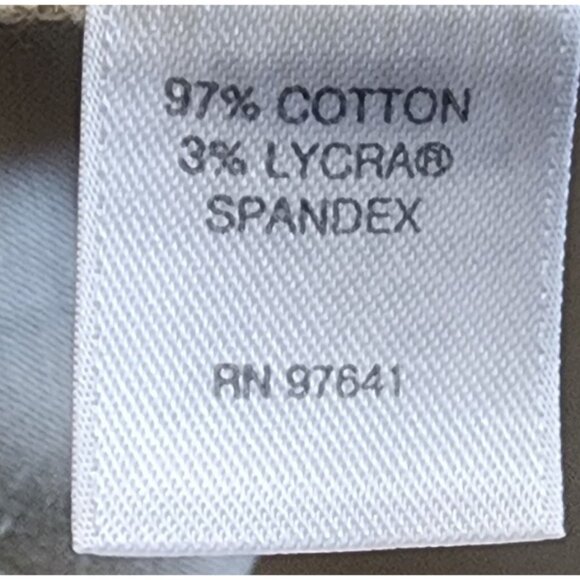 97% COTTON
3% LYCRA®
SPANDEX
RN 97641